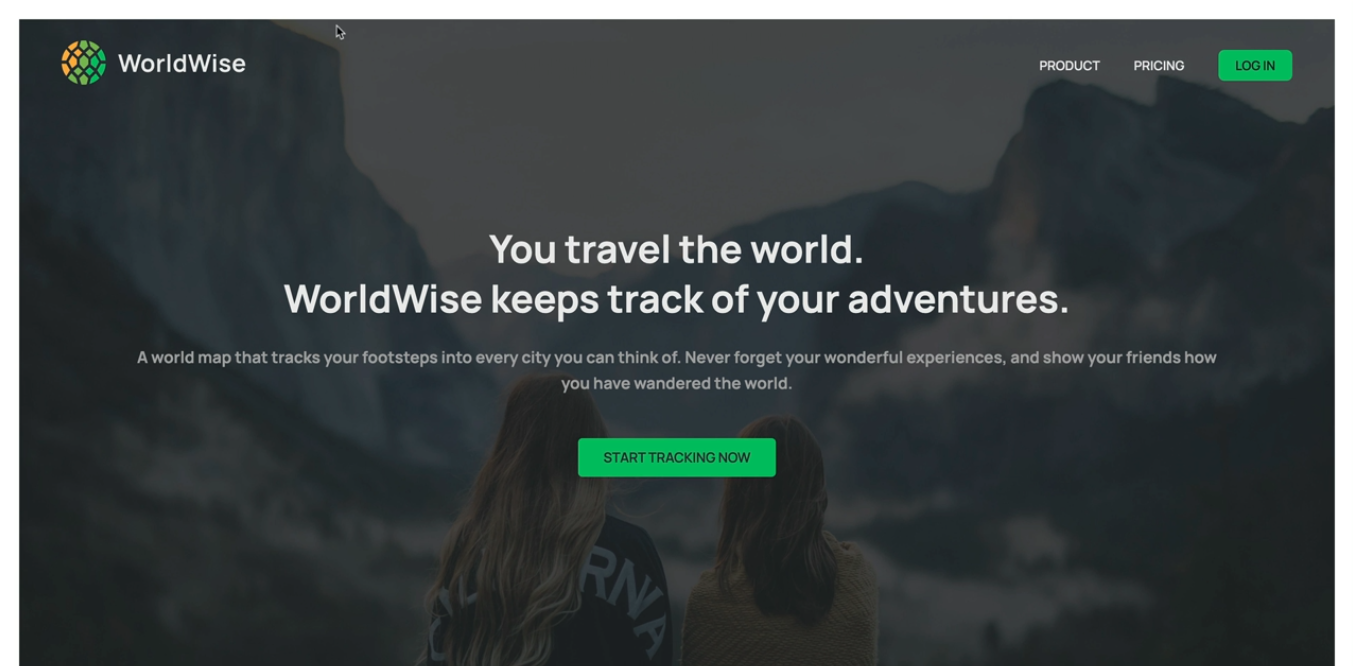 WorldWise
PRODUCT PRICING LOG IN
You travel the world.
WorldWise keeps track of your adventures.
A world map that tracks your footsteps into every city you can think of. Never forget your wonderful experiences, and show your friends how
you have wandered the world.
START TRACKING NOW